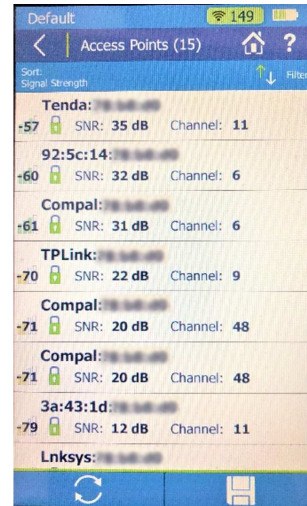 Default 149
Access Points (15) ?
Sort:
Signal Strength
Filter
Tenda:
-57 SNR: 35 dB Channel: 11
92:5c:14:
-60 SNR: 32 dB Channel: 6
Compal:
-61 SNR: 31 dB Channel: 6
TPLink:
-70 SNR: 22 dB Channel: 9
Compal:
-71 SNR: 20 dB Channel: 48
Compal:
-71 SNR: 20 dB Channel: 48
3a:43:1d:
-79 SNR: 12 dB Channel: 11
Lnksys: